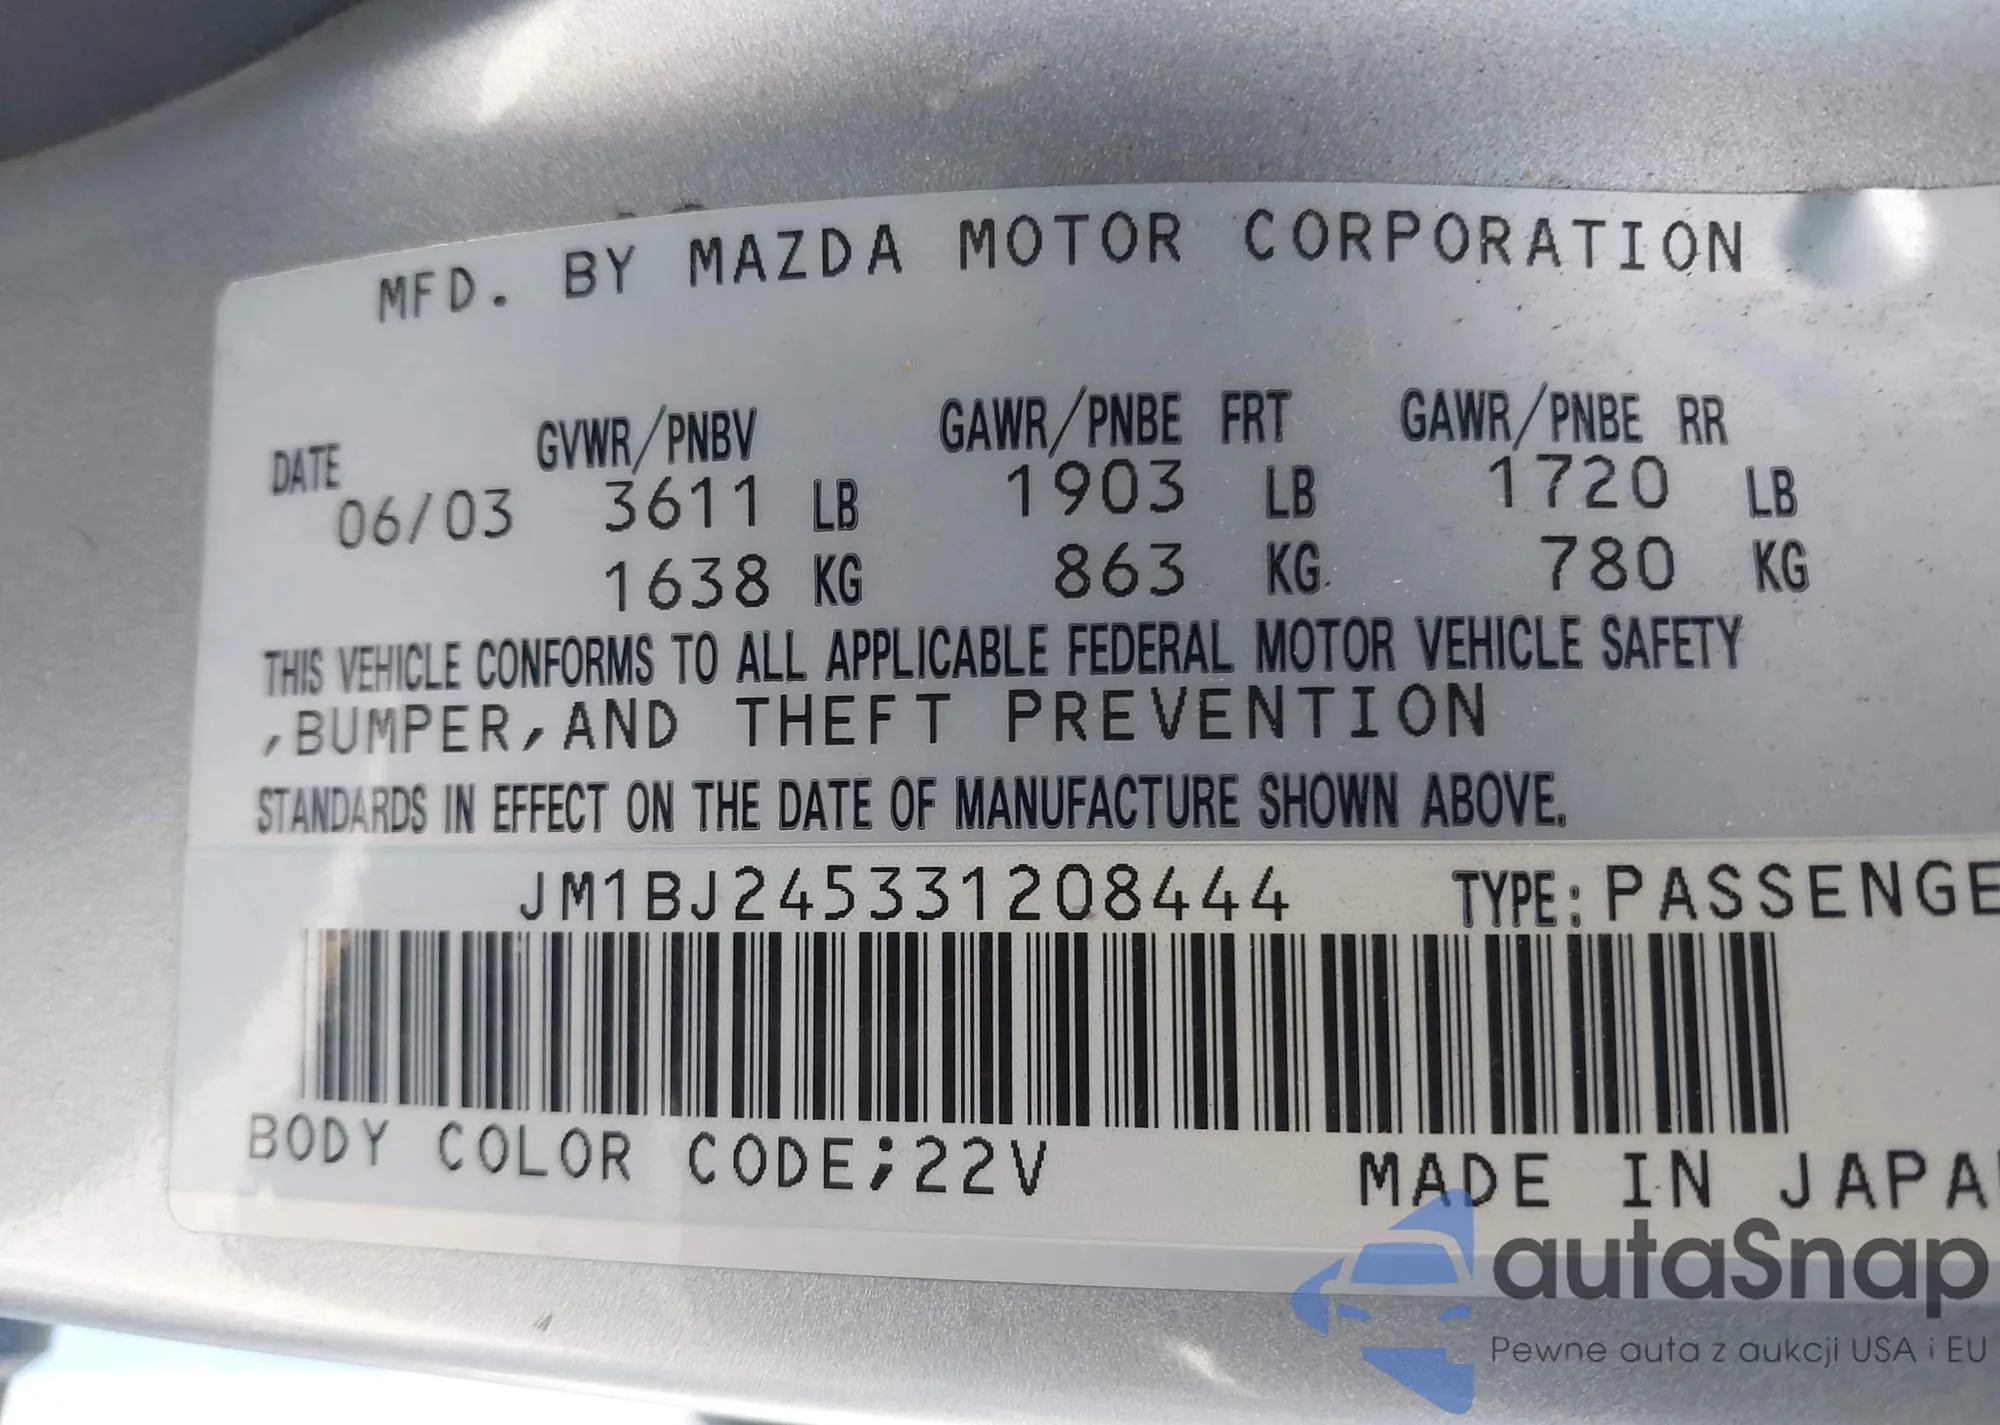 MFD. BY MAZDA MOTOR CORPORATION
DATE GVWR/PNBV GAWR/PNBE FRT GAWR/PNBE RR
06/03 3611 LB 1903 LB 1720 LB
1638 KG 863 KG 780 KG
THIS VEHICLE CONFORMS TO ALL APPLICABLE FEDERAL MOTOR VEHICLE SAFETY
,BUMPER,AND THEFT PREVENTION
STANDARDS IN EFFECT ON THE DATE OF MANUFACTURE SHOWN ABOVE.
JM1BJ245331208444 TYPE: PASSENGE
BODY COLOR CODE;22V
MADE IN JAPA
autaSnap
Pewne auta z aukcji USA i EU